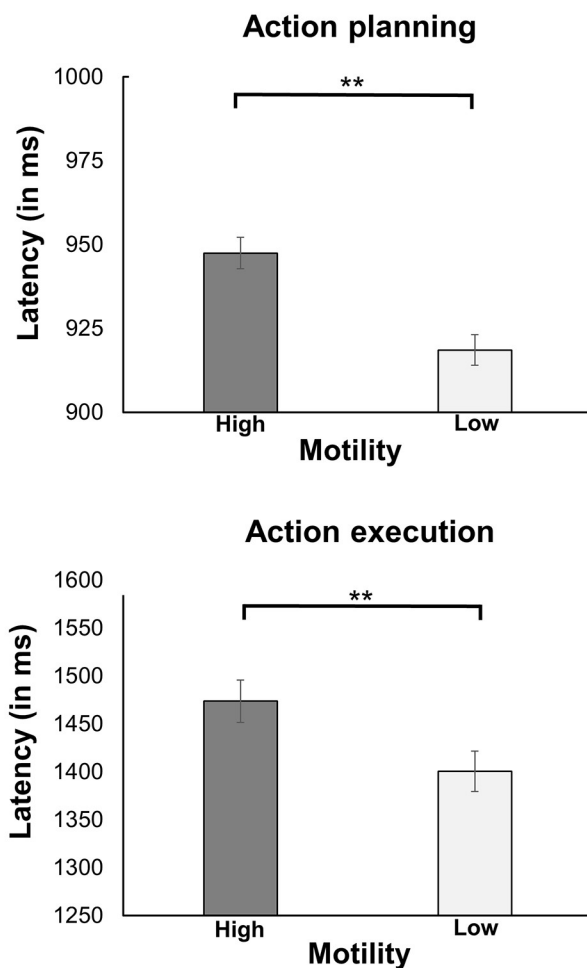 Action planning
Latency (in ms)
1000
975
950
925
900
**
High
Low
Motility
Action execution
Latency (in ms)
1600
1550
1500
1450
1400
1350
1300
1250
**
High
Low
Motility